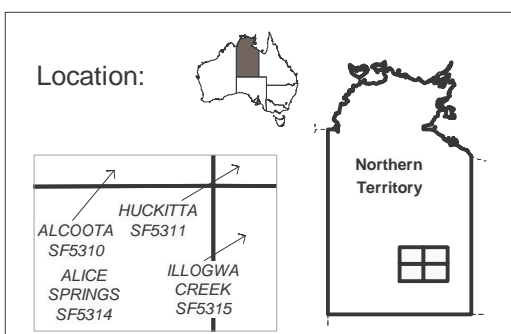 Location:
Northern
Territory
HUCKITTA
SF5311
ALCOOTA
SF5310
ALICE
SPRINGS
SF5314
ILLOGWA
CREEK
SF5315